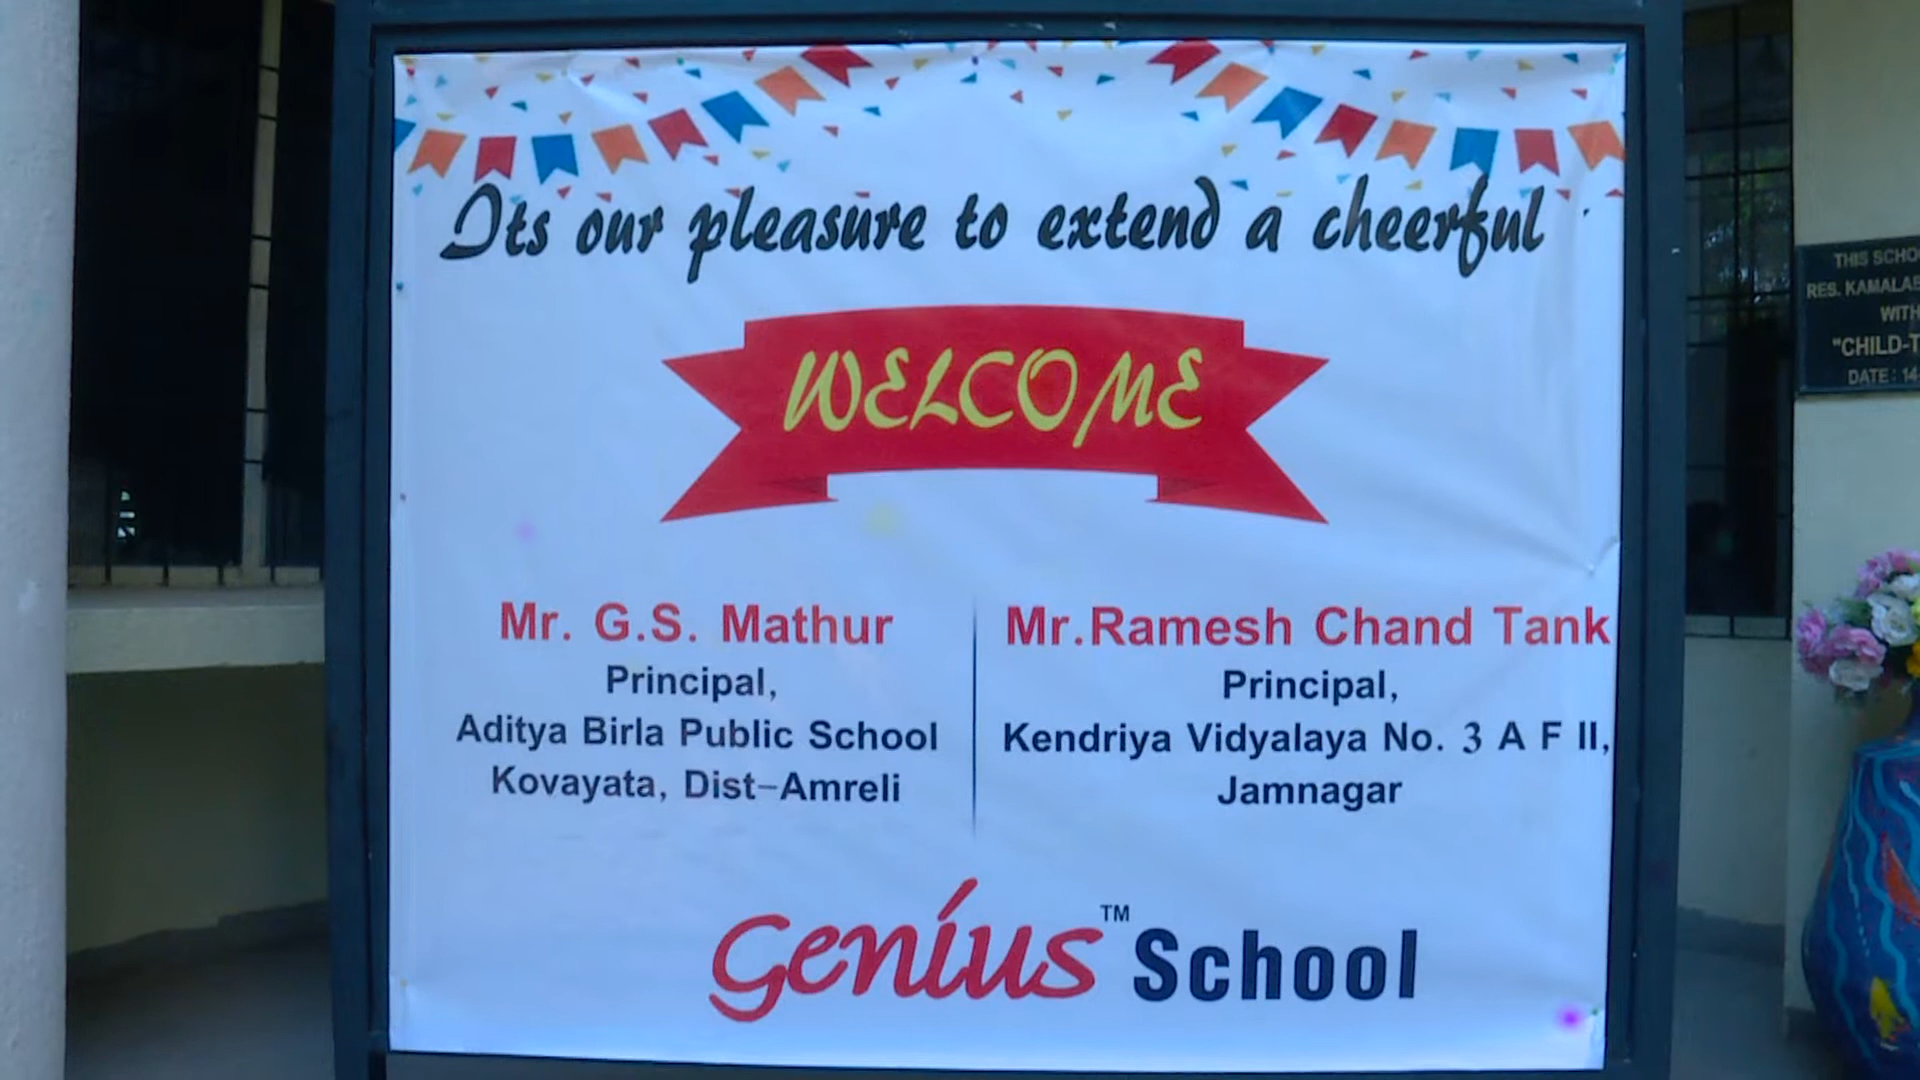 Its our pleasure to extend a cheerful
WELCOME
Mr. G.S. Mathur
Principal,
Aditya Birla Public School
Kovayata, Dist-Amreli
Mr.Ramesh Chand Tank
Principal,
Kendriya Vidyalaya No. 3 A F II,
Jamnagar
Genius™ School
THIS SCHO
RES. KAMALAB
WITH
"CHILD-T
DATE: 14-